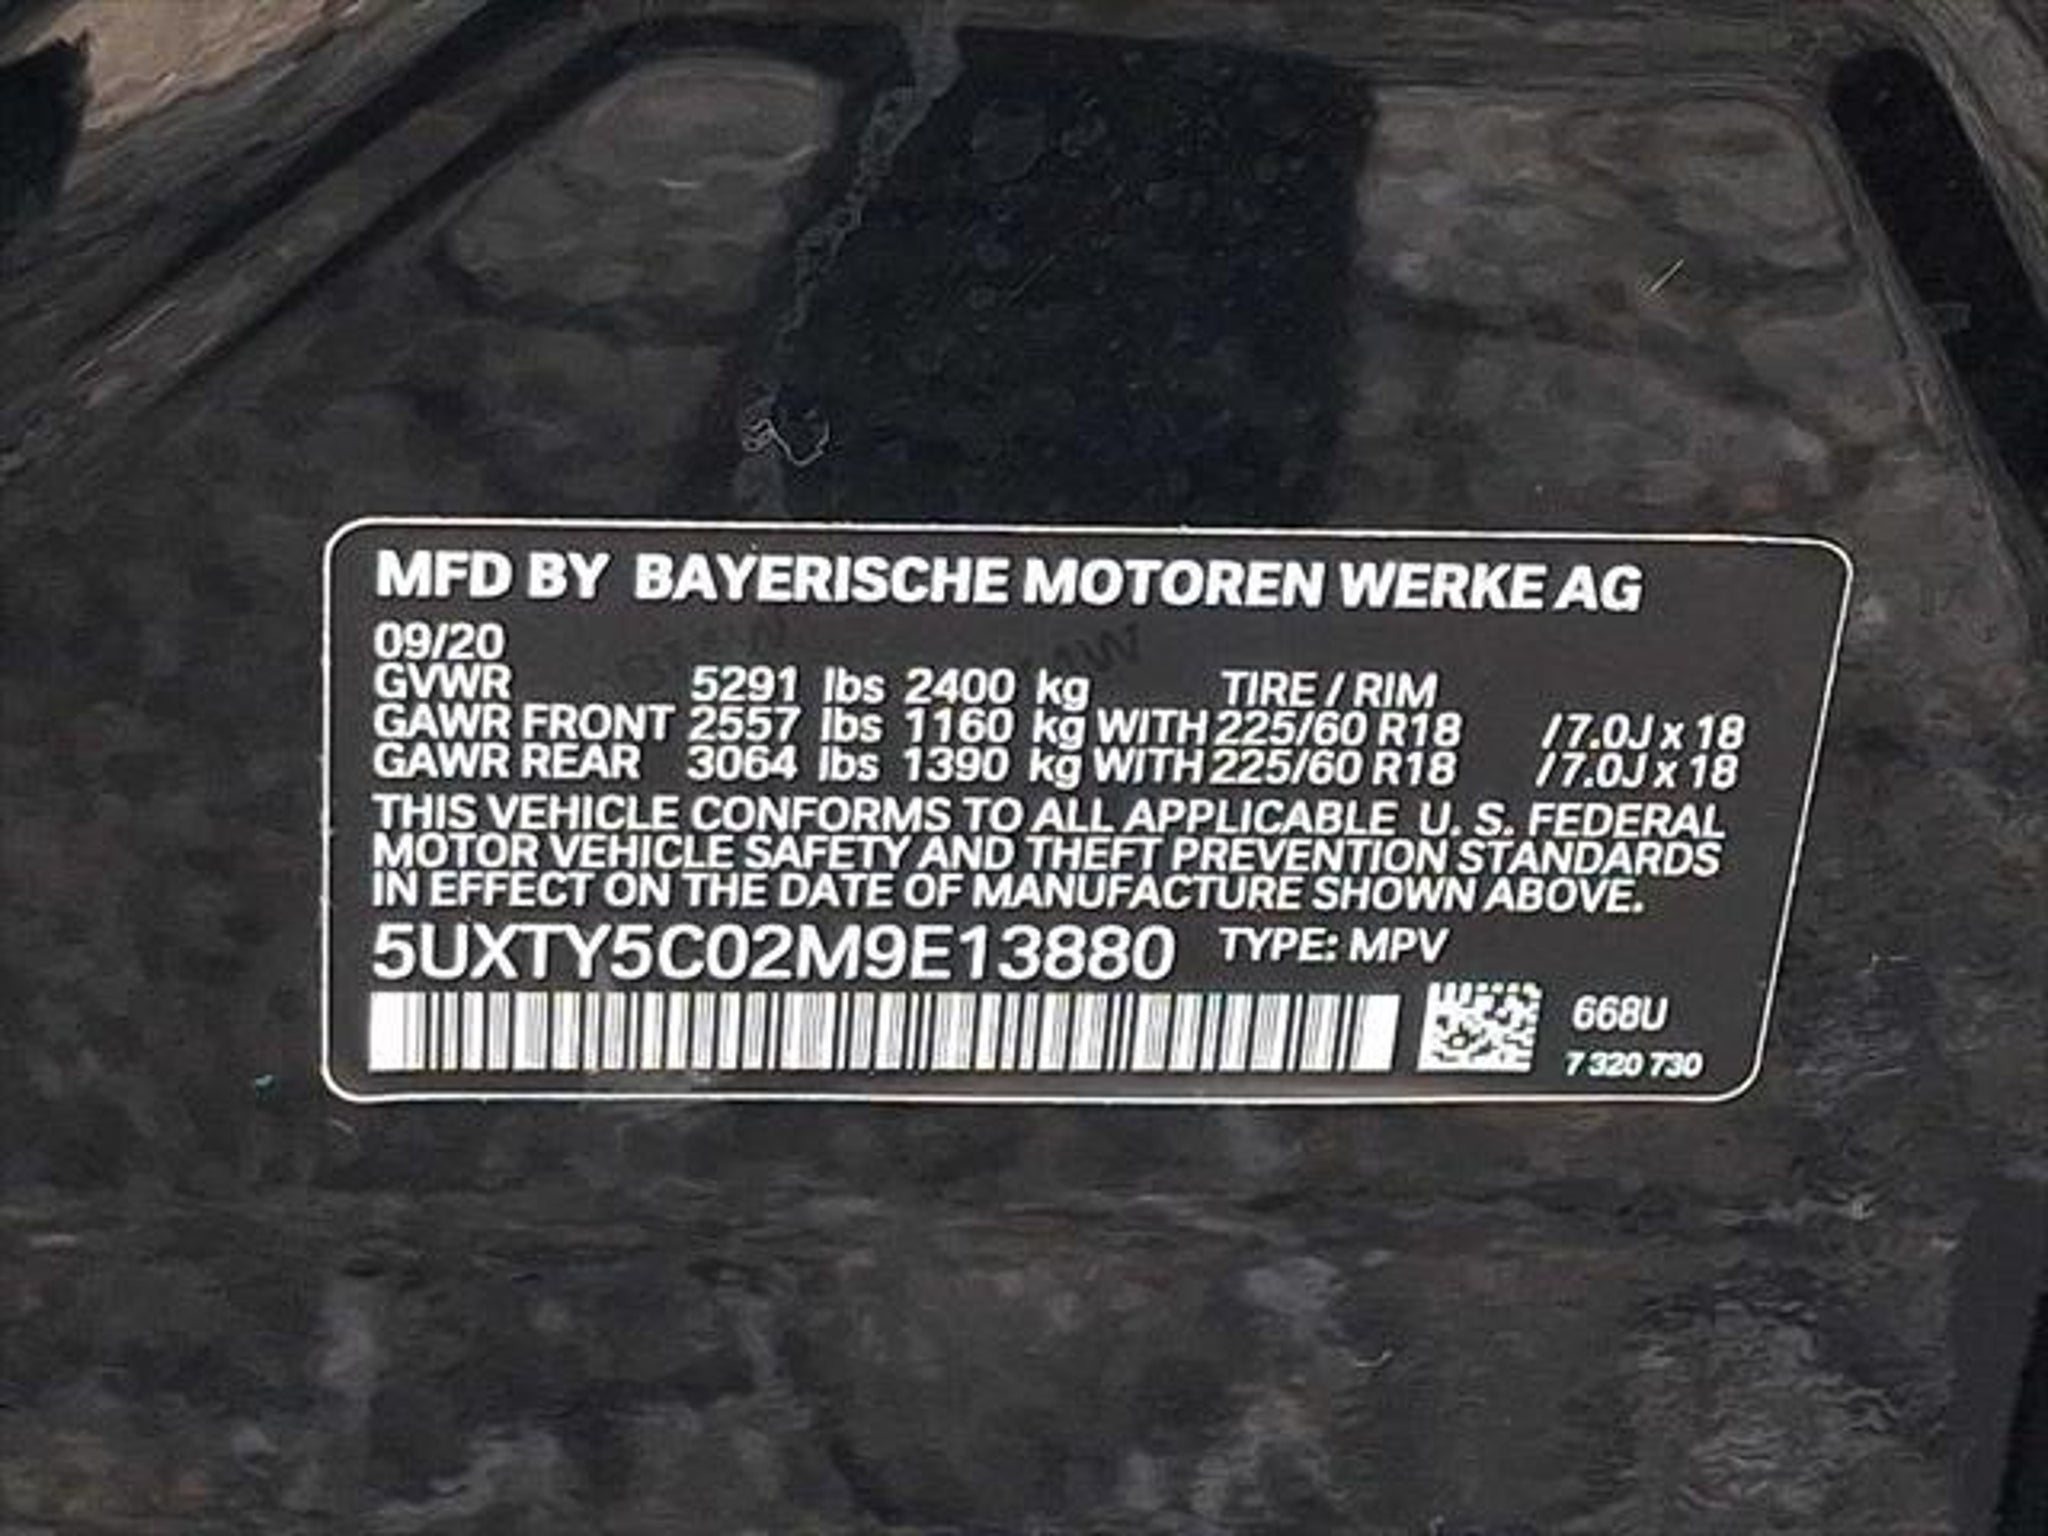 MFD BY BAYERISCHE MOTOREN WERKE AG
09/20
GVWR 5291 lbs 2400 kg TIRE / RIM
GAWR FRONT 2557 lbs 1160 kg WITH 225/60 R18 / 7.0J x 18
GAWR REAR 3064 lbs 1390 kg WITH 225/60 R18 / 7.0J x 18
THIS VEHICLE CONFORMS TO ALL APPLICABLE U. S. FEDERAL
MOTOR VEHICLE SAFETY AND THEFT PREVENTION STANDARDS
IN EFFECT ON THE DATE OF MANUFACTURE SHOWN ABOVE.
5UXTY5C02M9E13880 TYPE: MPV
668U
7 320 730